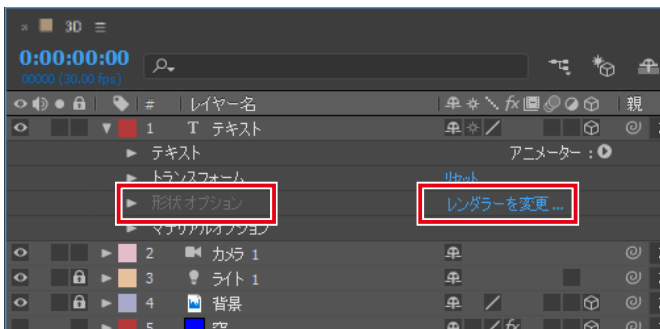 3D
0:00:00:00
00000 (30.00 fps)
# レイヤー名 fx 親
1 T テキスト
テキスト アニメーター :
トランスフォーム リセット
形状オプション レンダラーを変更 ...
マテリアルオプション
2 カメラ 1
3 ライト 1
4 背景
5 空 fx